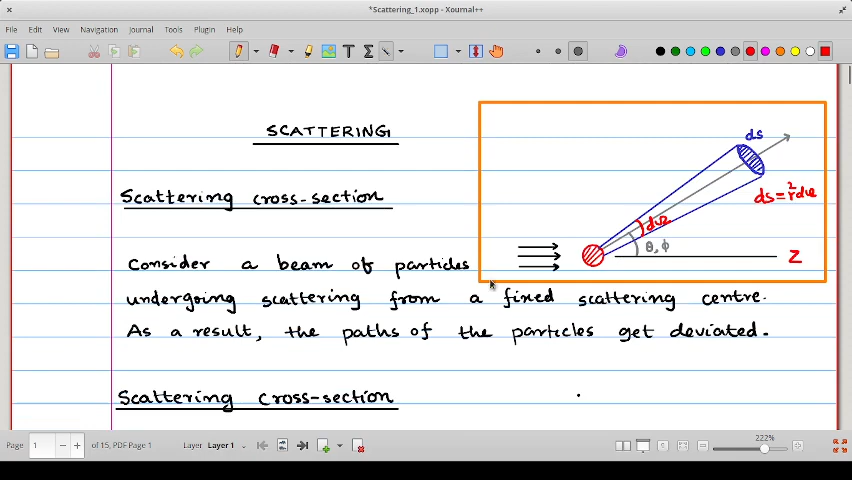 *Scattering_1.xopp - Xournal++
File Edit View Navigation Journal Tools Plugin Help
SCATTERING
ds
Scattering cross-section
ds = r²dΩ
dΩ
θ, ϕ
Z
Consider a beam of particles
undergoing scattering from a fixed scattering centre.
As a result, the paths of the particles get deviated.
Scattering cross-section
Page 1 of 15, PDF Page 1 Layer Layer 1 222%